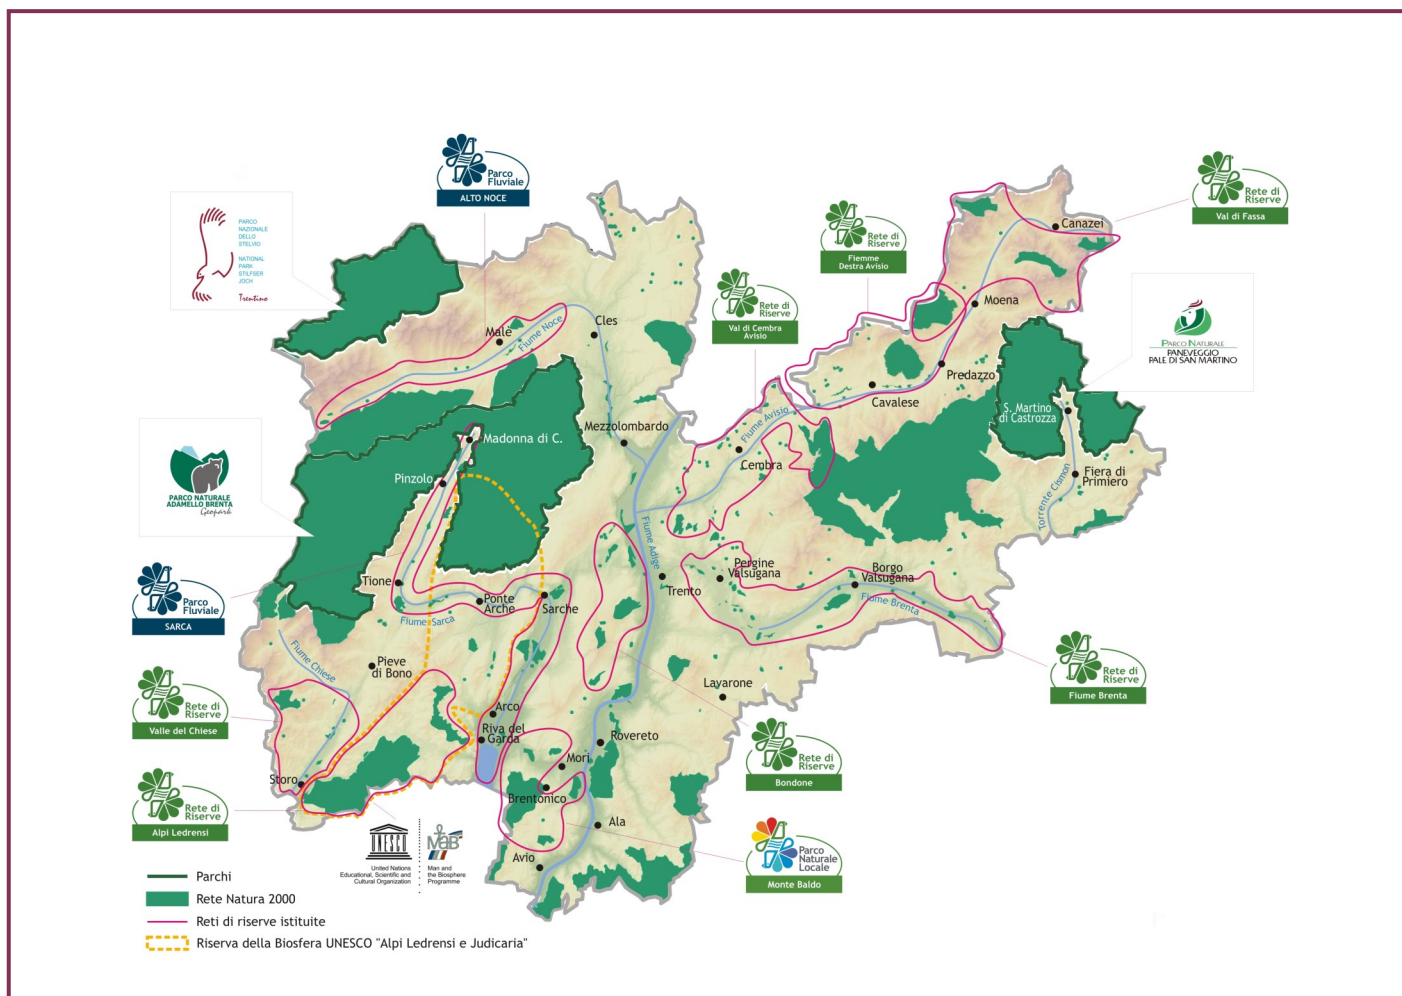 Parco
Fluviale
ALTO NOCE
PARCO
NAZIONALE
DELLO
STELVIO
NATIONAL
PARK
STILFSER
JOCH
Trentino
Rete di
Riserve
Val di Fassa
Rete di
Riserve
Fiemme
Destra Avisio
Rete di
Riserve
Val di Cembra
Avisio
PARCO NATURALE
PANEVEGGIO
PALE DI SAN MARTINO
Canazei
Moena
Malè
Fiume Noce
Cles
Predazzo
Cavalese
S. Martino
di Castrozza
Fiume Avisio
Mezzolombardo
Madonna di C.
Cembra
Pinzolo
Fiera di
Primiero
Torrente Cismon
PARCO NATURALE
ADAMELLO BRENTA
Geopark
Fiume Adige
Pergine
Valsugana
Borgo
Valsugana
Trento
Tione
Ponte
Arche
Sarche
Fiume Brenta
Fiume Sarca
Parco
Fluviale
SARCA
Fiume Chiese
Pieve
di Bono
Rete di
Riserve
Fiume Brenta
Lavarone
Rete di
Riserve
Valle del Chiese
Arco
Riva del
Garda
Rovereto
Mori
Rete di
Riserve
Bondone
Storo
Brentonico
Rete di
Riserve
Alpi Ledrensi
Ala
Avio
UNESCO
MAB
United Nations
Educational, Scientific and
Cultural Organization
Man and
the Biosphere
Programme
Parco
Naturale
Locale
Monte Baldo
Parchi
Rete Natura 2000
Reti di riserve istituite
Riserva della Biosfera UNESCO "Alpi Ledrensi e Judicaria"